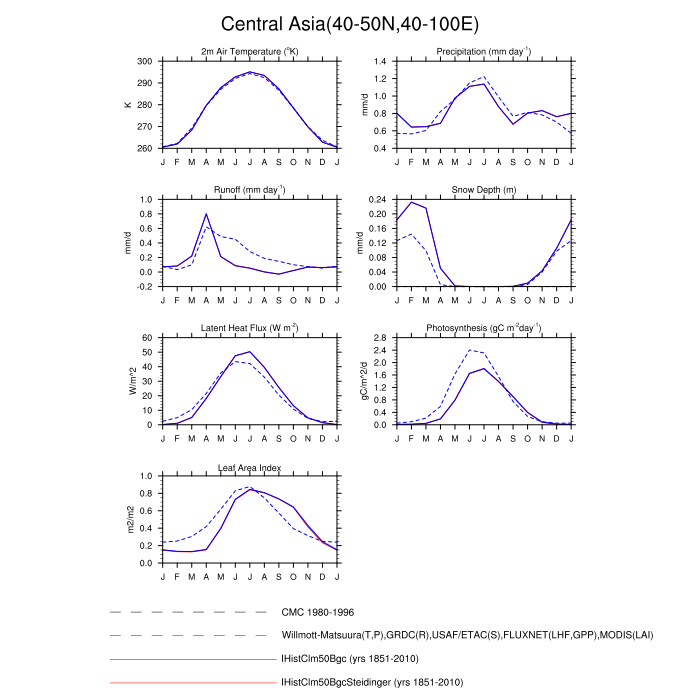 Central Asia(40-50N,40-100E)
2m Air Temperature (°K)
K
300
290
280
270
260
J F M A M J J A S O N D J
Precipitation (mm day⁻¹)
mm/d
1.4
1.2
1.0
0.8
0.6
0.4
J F M A M J J A S O N D J
Runoff (mm day⁻¹)
mm/d
1.0
0.8
0.6
0.4
0.2
0.0
-0.2
J F M A M J J A S O N D J
Snow Depth (m)
mm/d
0.24
0.20
0.16
0.12
0.08
0.04
0.00
J F M A M J J A S O N D J
Latent Heat Flux (W m⁻²)
W/m^2
60
50
40
30
20
10
0
J F M A M J J A S O N D J
Photosynthesis (gC m⁻²day⁻¹)
gC/m^2/d
2.8
2.4
2.0
1.6
1.2
0.8
0.4
0.0
J F M A M J J A S O N D J
Leaf Area Index
m2/m2
1.0
0.8
0.6
0.4
0.2
0.0
J F M A M J J A S O N D J
CMC 1980-1996
Willmott-Matsuura(T,P),GRDC(R),USAF/ETAC(S),FLUXNET(LHF,GPP),MODIS(LAI)
IHistClm50Bgc (yrs 1851-2010)
IHistClm50BgcSteidinger (yrs 1851-2010)